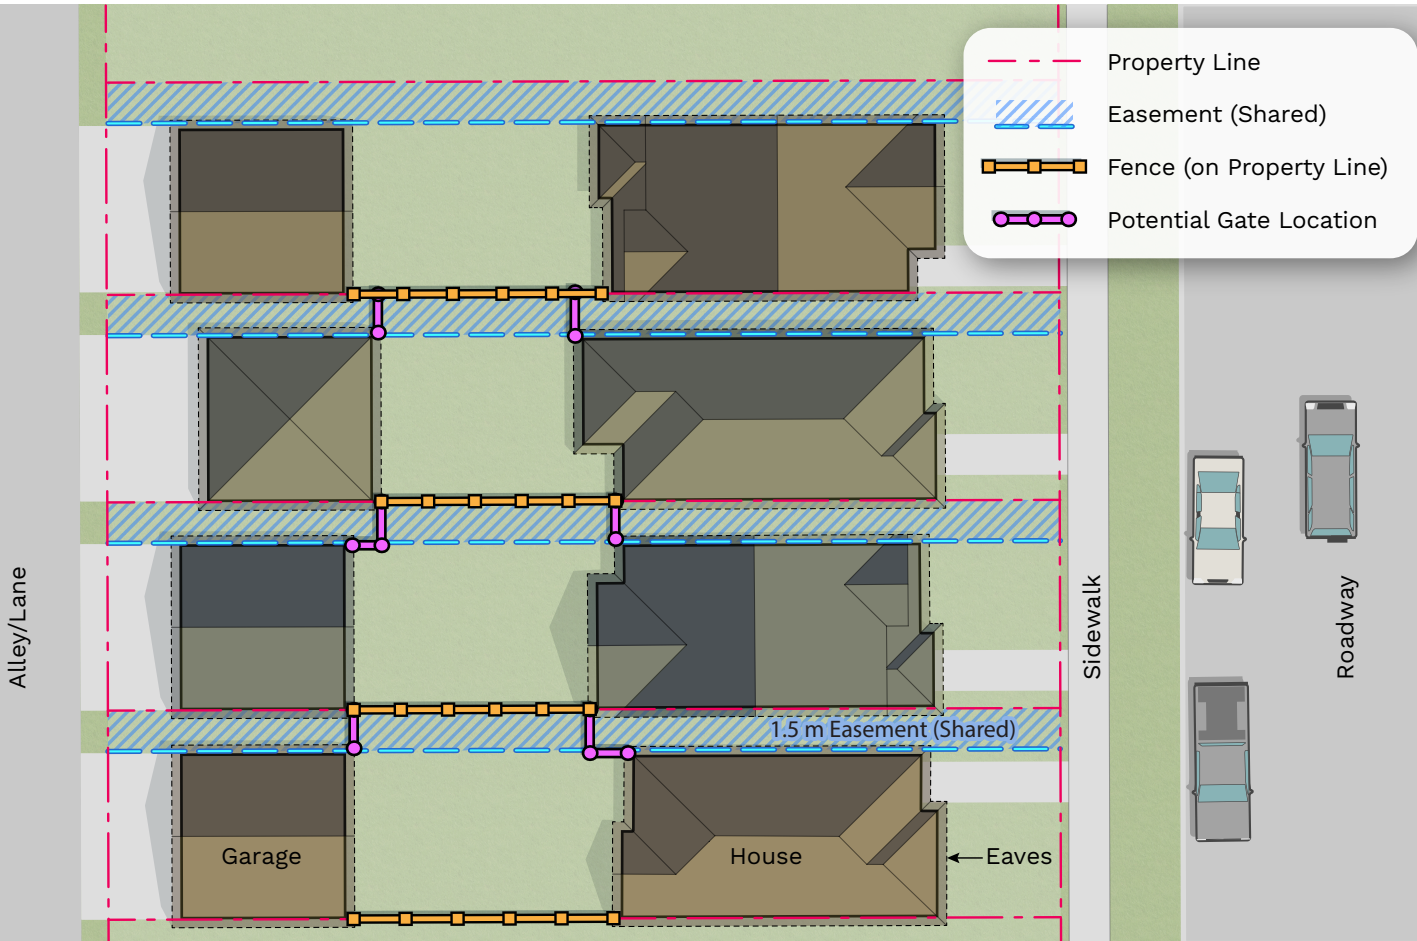 Property Line
Easement (Shared)
Fence (on Property Line)
Potential Gate Location
Alley/Lane
Sidewalk
Roadway
1.5 m Easement (Shared)
Garage
House
Eaves